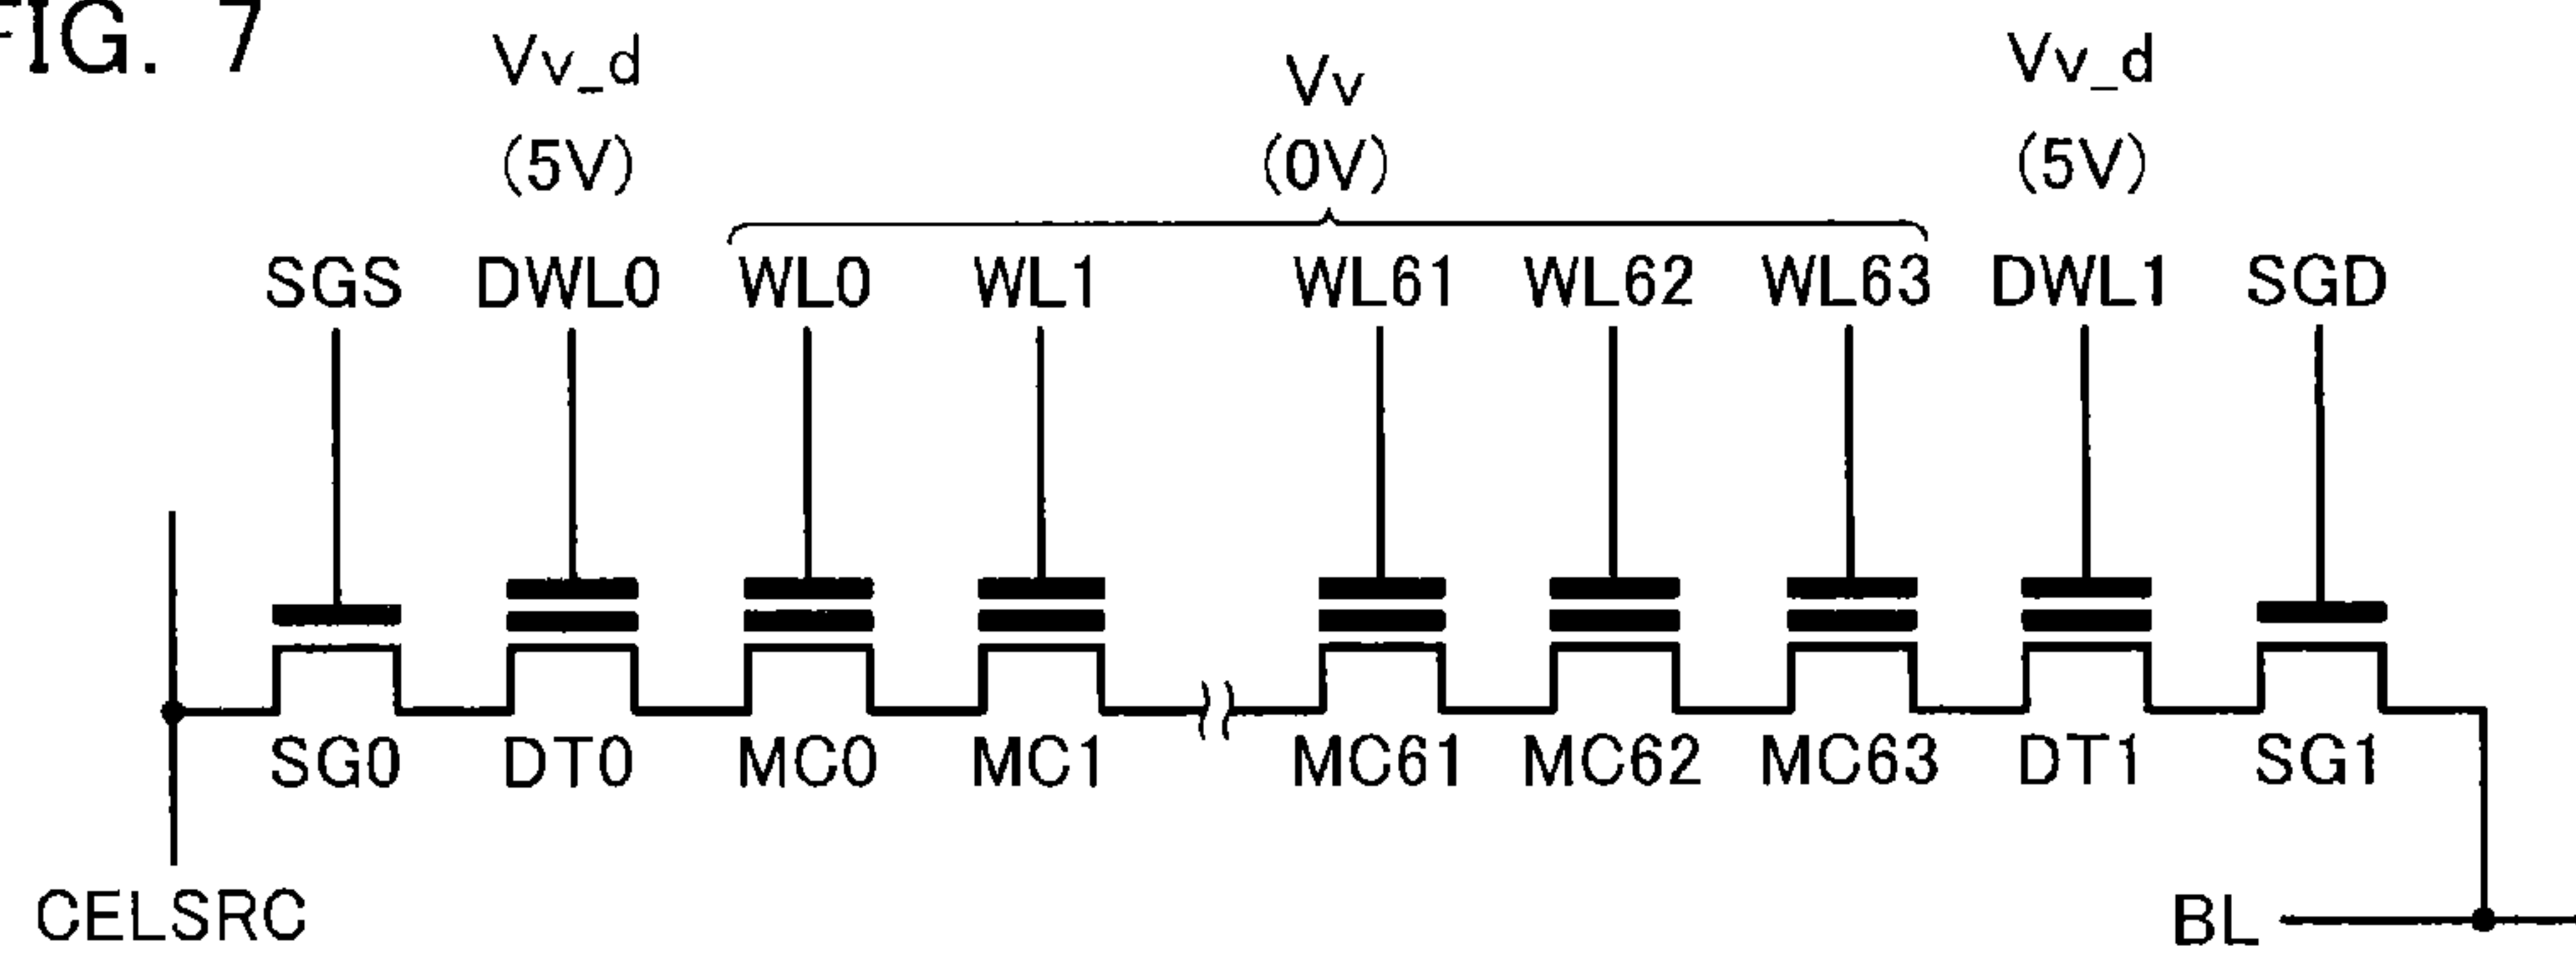 FIG. 7
Vv_d Vv Vv_d
(5V) (0V) (5V)
SGS DWL0 WL0 WL1 WL61 WL62 WL63 DWL1 SGD
SG0 DT0 MC0 MC1 MC61 MC62 MC63 DT1 SG1
CELSRC BL